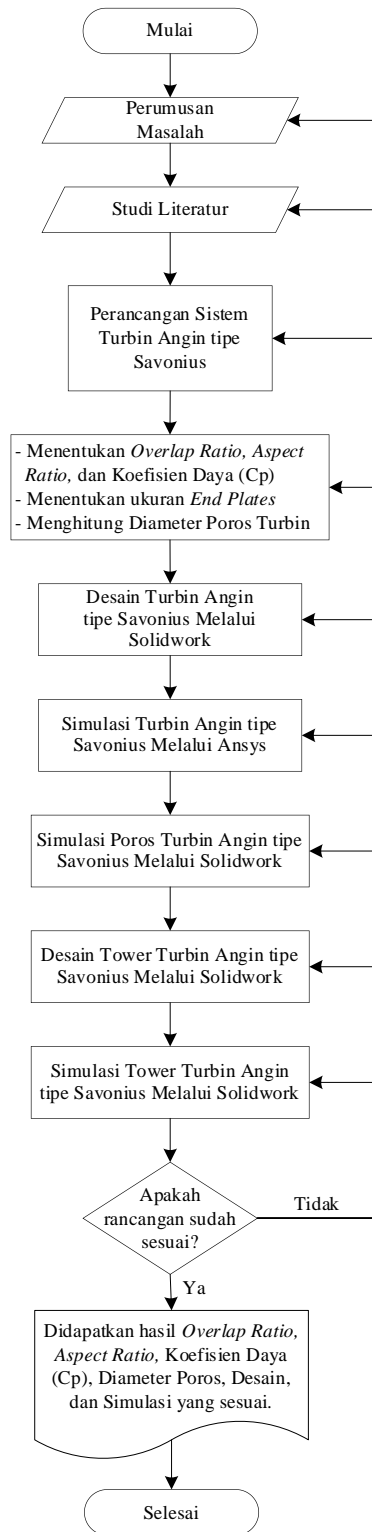 Mulai
Perumusan
Masalah
Studi Literatur
Perancangan Sistem
Turbin Angin tipe
Savonius
- Menentukan Overlap Ratio, Aspect
Ratio, dan Koefisien Daya (Cp)
- Menentukan ukuran End Plates
- Menghitung Diameter Poros Turbin
Desain Turbin Angin
tipe Savonius Melalui
Solidwork
Simulasi Turbin Angin tipe
Savonius Melalui Ansys
Simulasi Poros Turbin Angin tipe
Savonius Melalui Solidwork
Desain Tower Turbin Angin tipe
Savonius Melalui Solidwork
Simulasi Tower Turbin Angin
tipe Savonius Melalui Solidwork
Apakah
rancangan sudah
sesuai?
Tidak
Ya
Didapatkan hasil Overlap Ratio,
Aspect Ratio, Koefisien Daya
(Cp), Diameter Poros, Desain,
dan Simulasi yang sesuai.
Selesai